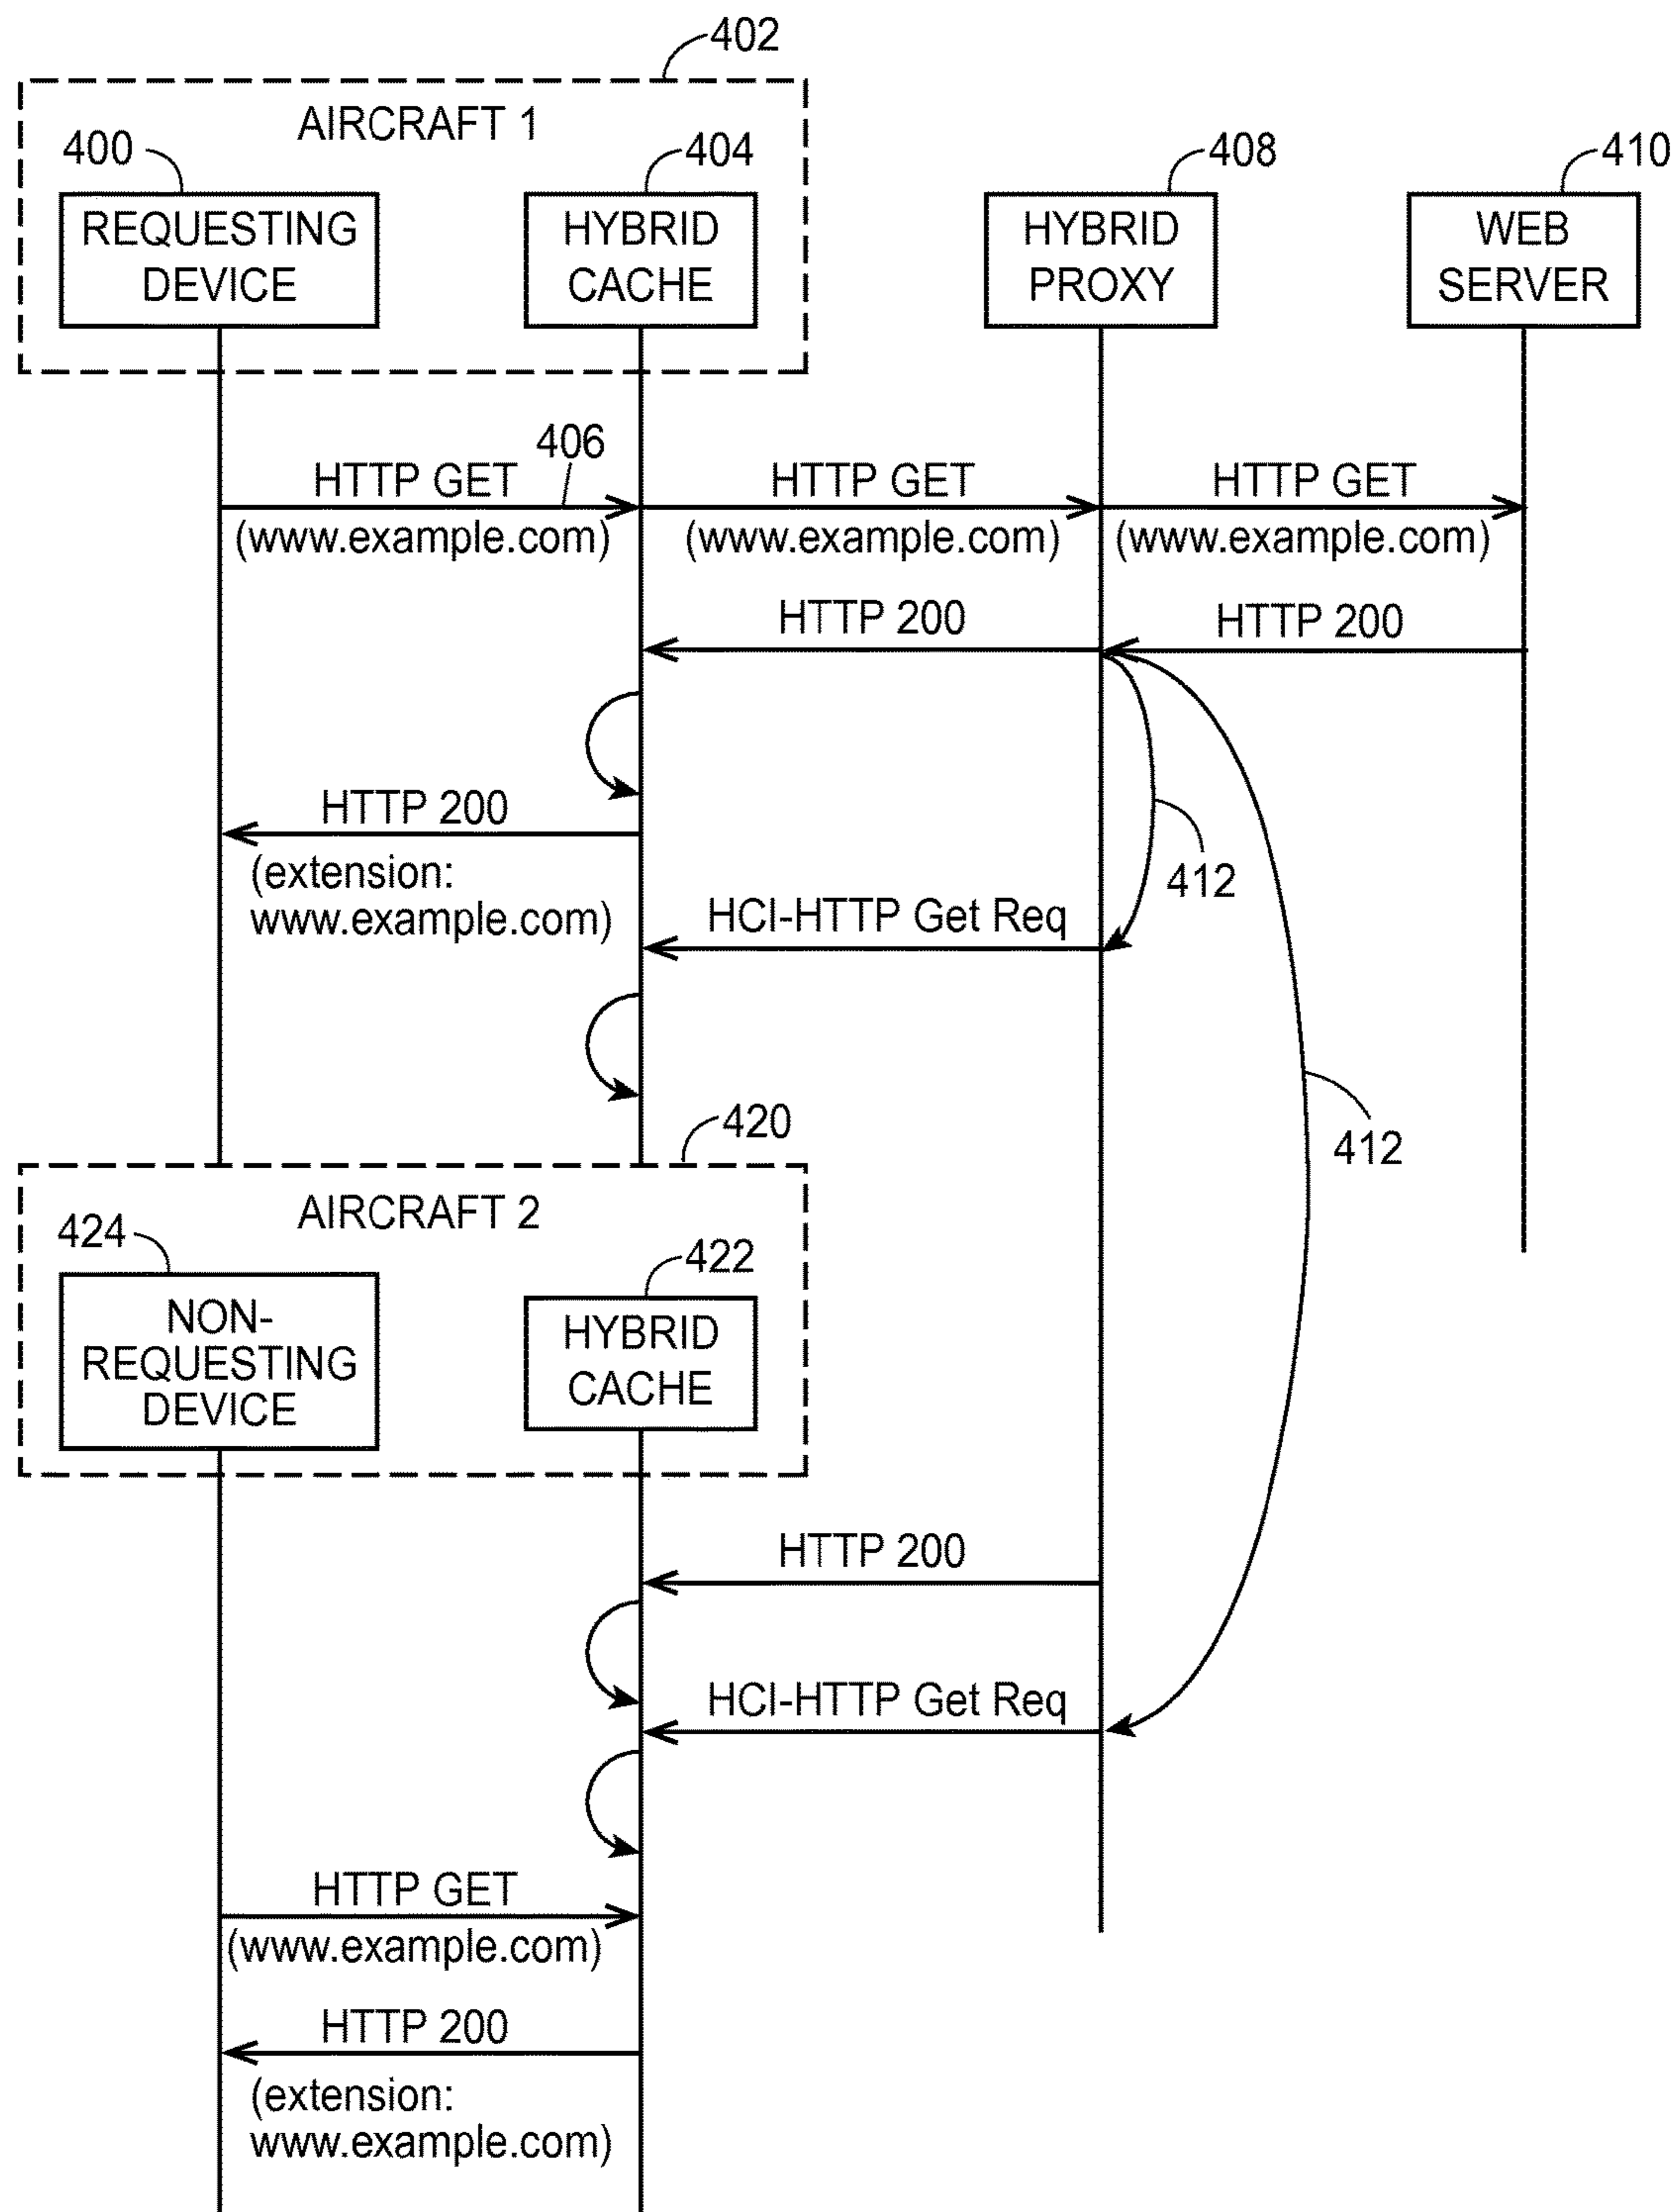 402
AIRCRAFT 1
400
404
408
410
REQUESTING
DEVICE
HYBRID
CACHE
HYBRID
PROXY
WEB
SERVER
406
HTTP GET
(www.example.com)
HTTP GET
(www.example.com)
HTTP GET
(www.example.com)
HTTP 200
HTTP 200
HTTP 200
(extension:
www.example.com)
412
HCI-HTTP Get Req
412
420
AIRCRAFT 2
424
422
NON-
REQUESTING
DEVICE
HYBRID
CACHE
HTTP 200
HCI-HTTP Get Req
HTTP GET
(www.example.com)
HTTP 200
(extension:
www.example.com)